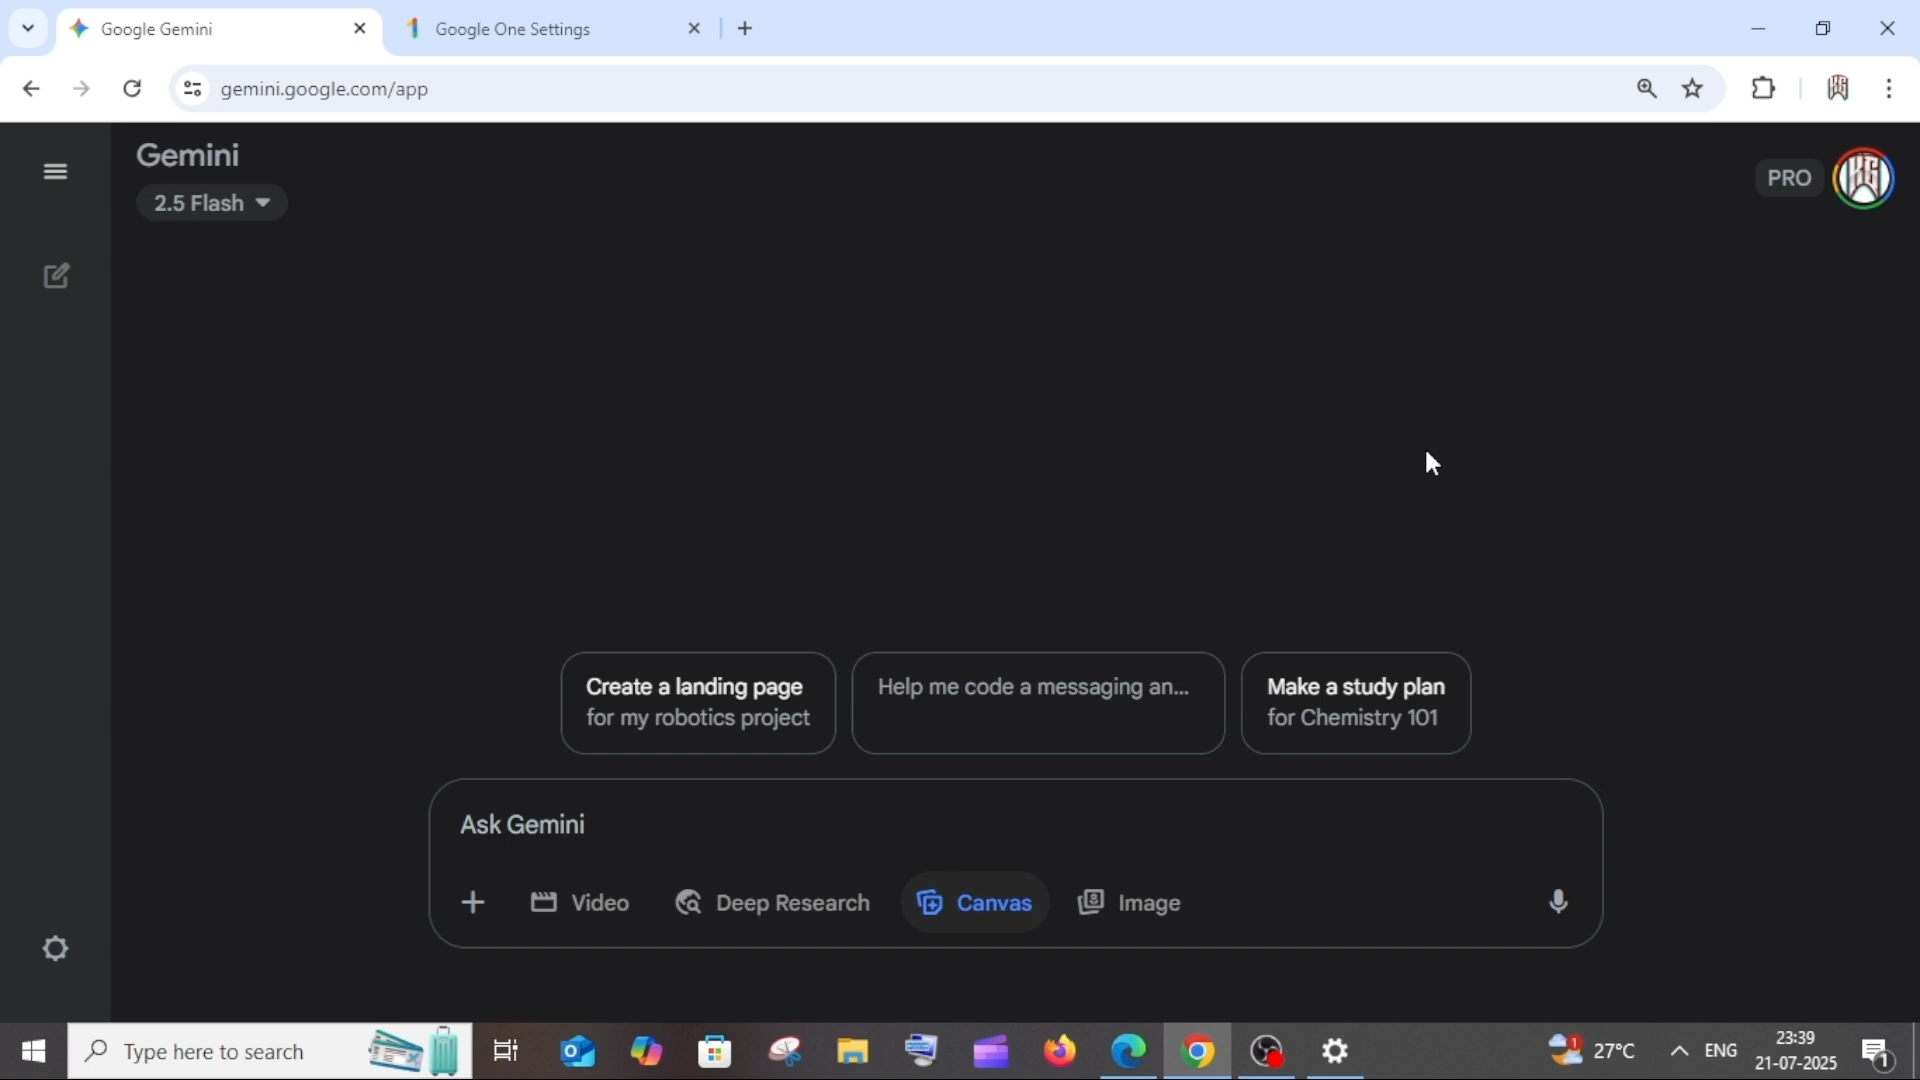 Google Gemini
Google One Settings
gemini.google.com/app
Gemini
2.5 Flash
PRO
Create a landing page
for my robotics project
Help me code a messaging an...
Make a study plan
for Chemistry 101
Ask Gemini
Video
Deep Research
Canvas
Image
Type here to search
1
27°C
ENG
23:39
21-07-2025
1